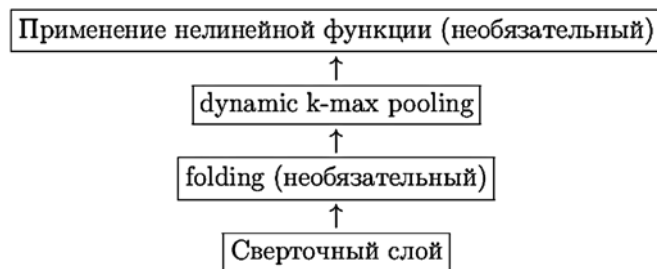 Применение нелинейной функции (необязательный)
↑
dynamic k-max pooling
↑
folding (необязательный)
↑
Сверточный слой